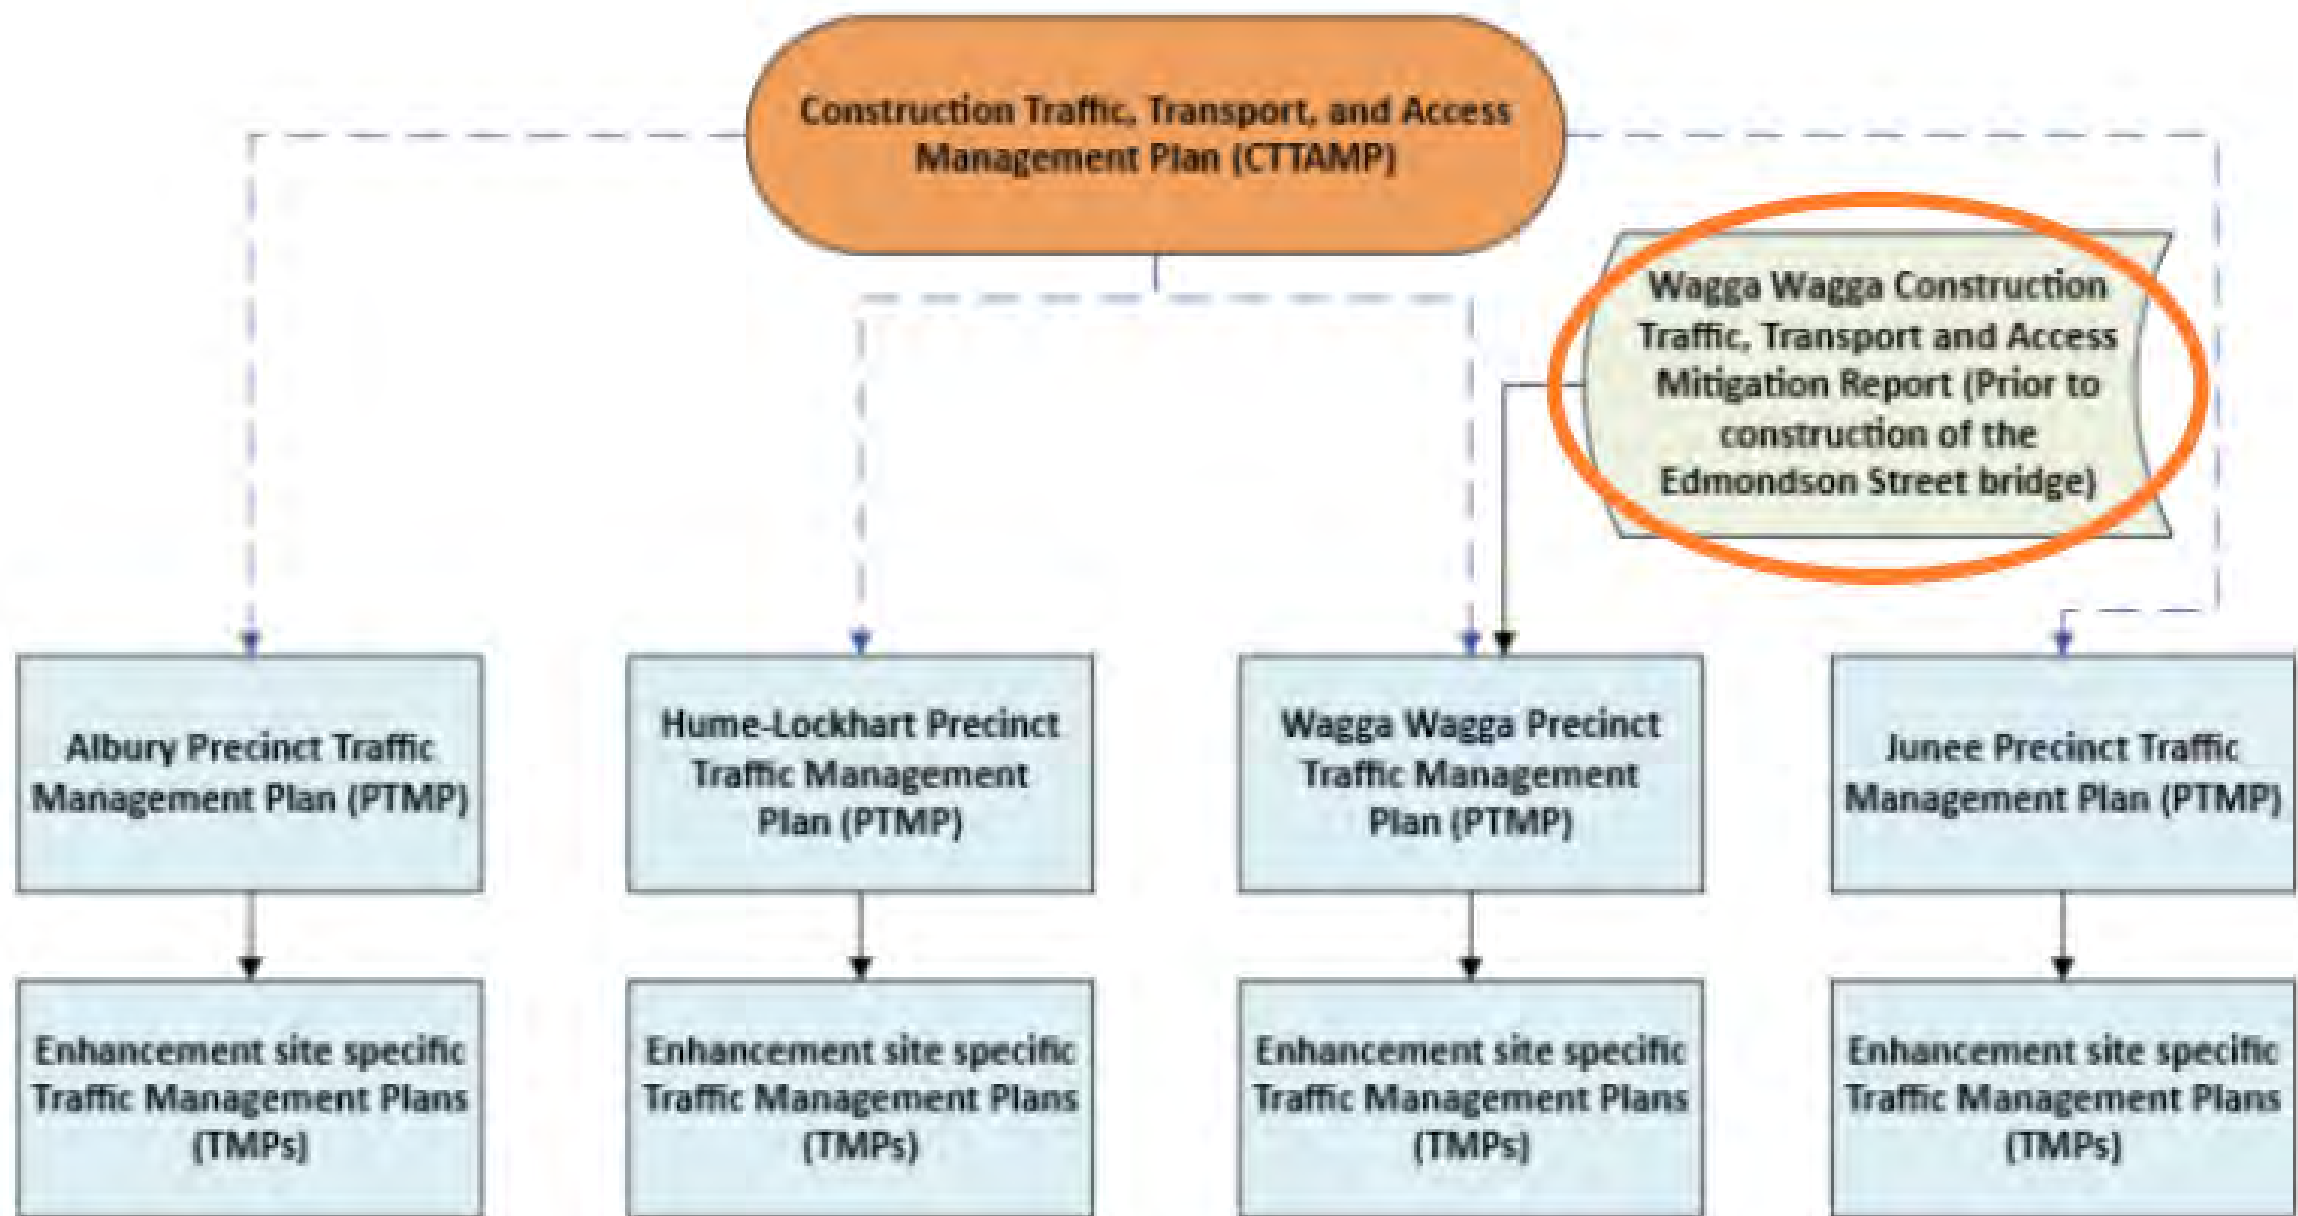 Construction Traffic, Transport, and Access
Management Plan (CTTAMP)
Wagga Wagga Construction
Traffic, Transport and Access
Mitigation Report (Prior to
construction of the
Edmondson Street bridge)
Albury Precinct Traffic
Management Plan (PTMP)
Hume-Lockhart Precinct
Traffic Management
Plan (PTMP)
Wagga Wagga Precinct
Traffic Management
Plan (PTMP)
Junee Precinct Traffic
Management Plan (PTMP)
Enhancement site specific
Traffic Management Plans
(TMPs)
Enhancement site specific
Traffic Management Plans
(TMPs)
Enhancement site specific
Traffic Management Plans
(TMPs)
Enhancement site specific
Traffic Management Plans
(TMPs)